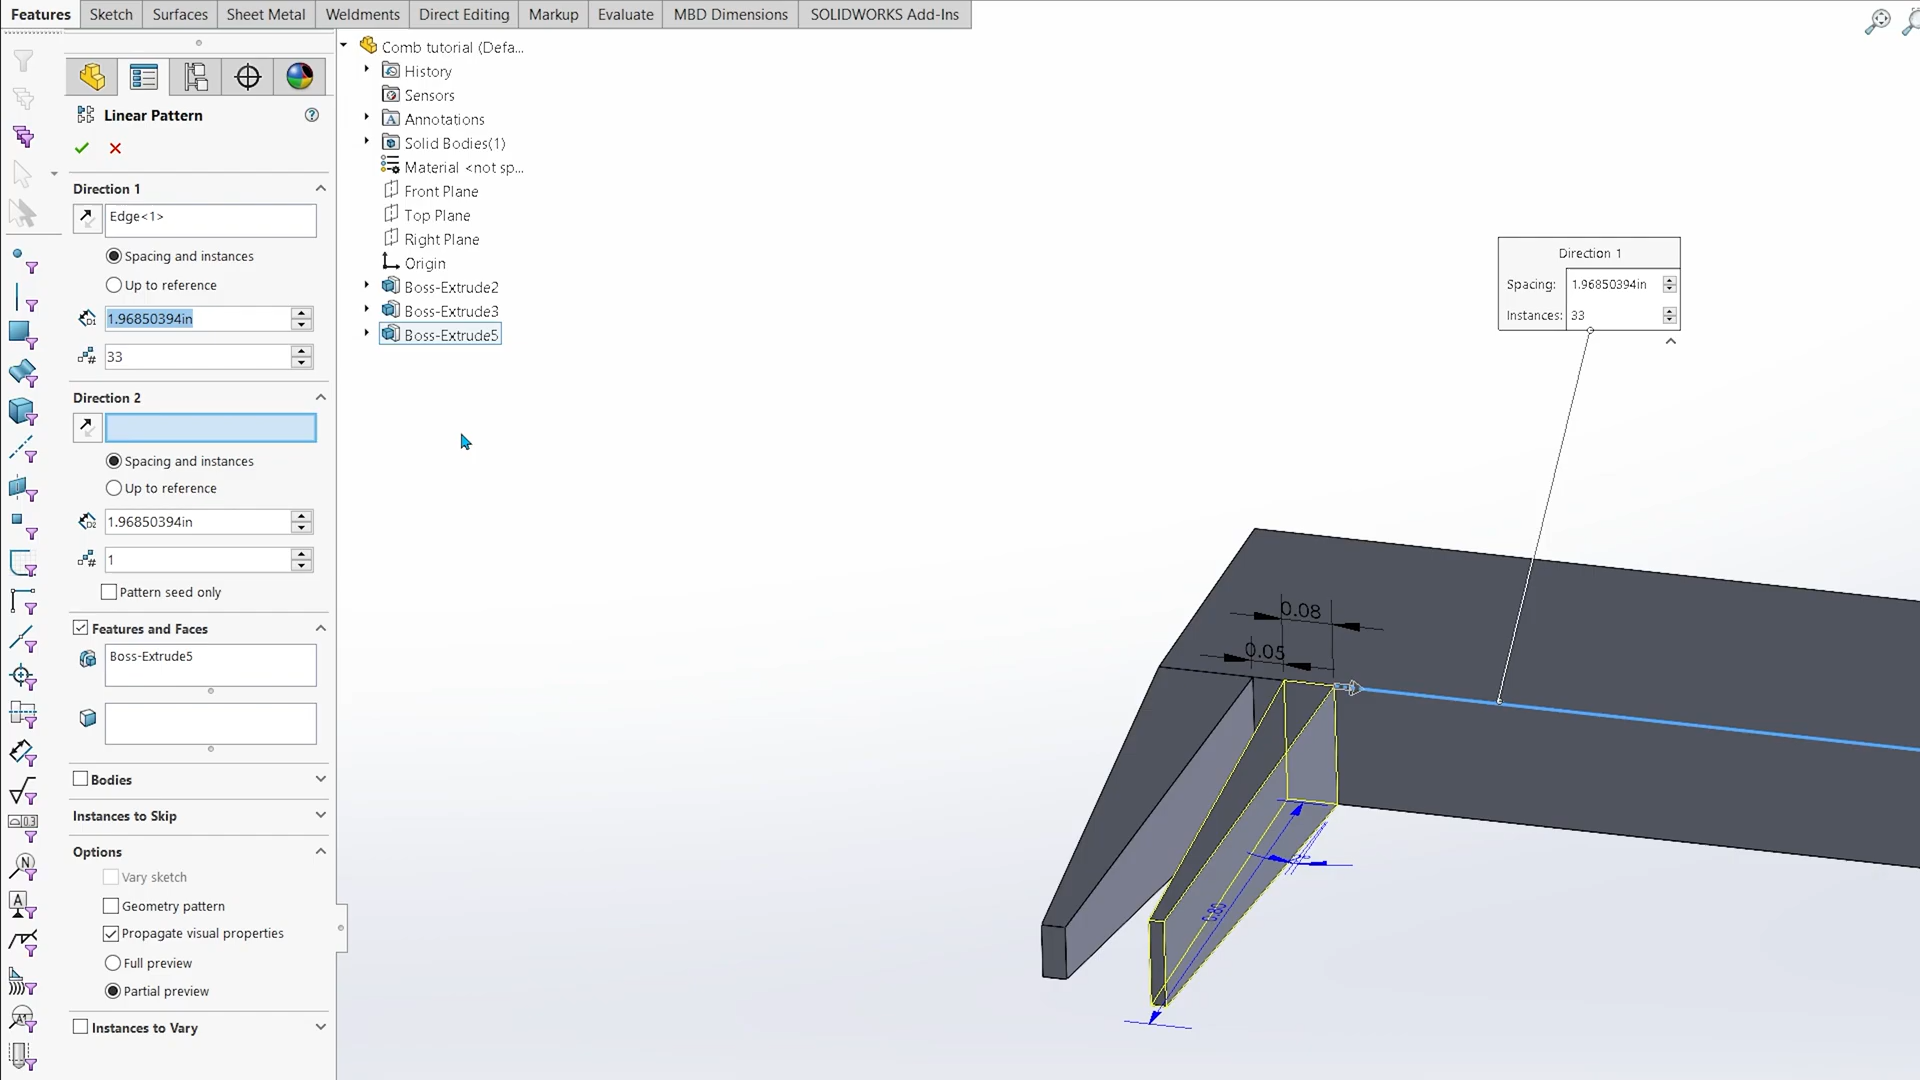 Features Sketch Surfaces Sheet Metal Weldments Direct Editing Markup Evaluate MBD Dimensions SOLIDWORKS Add-Ins
Linear Pattern
Direction 1
Edge<1>
Spacing and instances
Up to reference
D1 1.96850394in
# 33
Direction 2
Spacing and instances
Up to reference
D2 1.96850394in
# 1
Pattern seed only
Features and Faces
Boss-Extrude5
Bodies
Instances to Skip
Options
Vary sketch
Geometry pattern
Propagate visual properties
Full preview
Partial preview
Instances to Vary
Comb tutorial (Defa...
History
Sensors
Annotations
Solid Bodies(1)
Material <not sp...
Front Plane
Top Plane
Right Plane
Origin
Boss-Extrude2
Boss-Extrude3
Boss-Extrude5
Direction 1
Spacing: 1.96850394in
Instances: 33
0.08
0.05
0.80